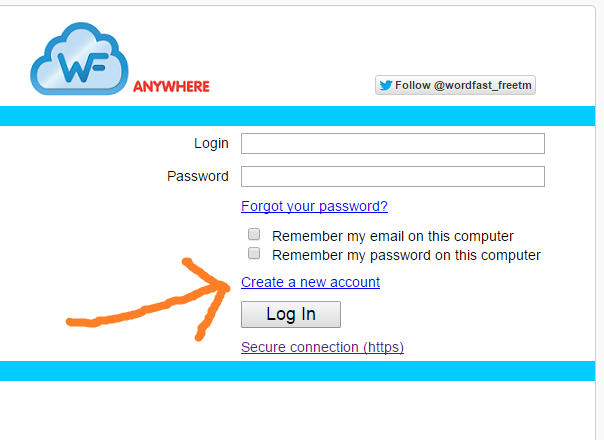 WF
ANYWHERE
Follow @wordfast_freetm
Login
Password
Forgot your password?
Remember my email on this computer
Remember my password on this computer
Create a new account
Log In
Secure connection (https)